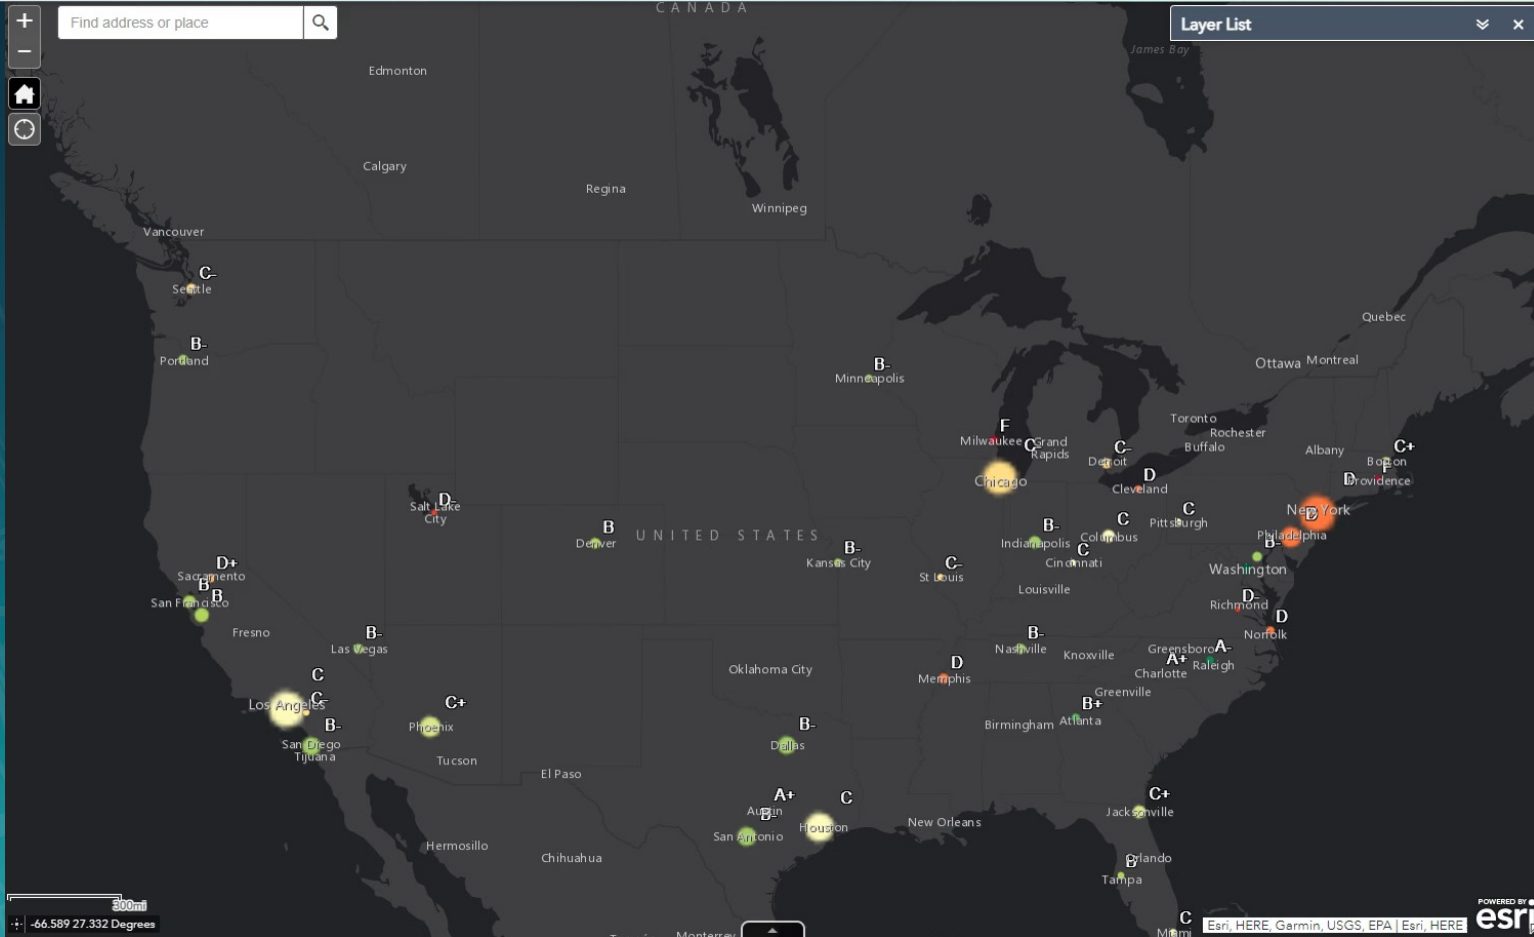 CANADA
+
Find address or place
Layer List
−
James Bay
Edmonton
Calgary
Regina
Winnipeg
Vancouver
C-
Seattle
Quebec
B-
Portland
Ottawa
Montreal
B-
Minneapolis
Toronto
Rochester
Buffalo
Albany
F
Milwaukee
C-
Grand
Rapids
C-
Detroit
C+
Boston
F
Providence
D
D
Cleveland
Chicago
D-
Salt Lake
City
New York
D
Philadelphia
C
Pittsburgh
C
Columbus
B-
Indianapolis
B
Denver
UNITED STATES
C
Cincinnati
B-
Kansas City
B-
Washington
C-
St Louis
D+
Sacramento
B
San Francisco
B
Louisville
D-
Richmond
D
Norfolk
Fresno
B-
Las Vegas
B-
Nashville
Knoxville
Greensboro
A-
Raleigh
A+
Charlotte
D
Memphis
Oklahoma City
Greenville
C
Los Angeles
C-
C+
Phoenix
B+
Atlanta
Birmingham
B-
San Diego
Tijuana
B-
Dallas
Tucson
El Paso
A+
Austin
B-
San Antonio
C
Houston
New Orleans
C+
Jacksonville
Hermosillo
Chihuahua
Orlando
B
Tampa
300mi
C
Miami
-66.589 27.332 Degrees
Monterrey
Esri, HERE, Garmin, USGS, EPA | Esri, HERE
POWERED BY
esri